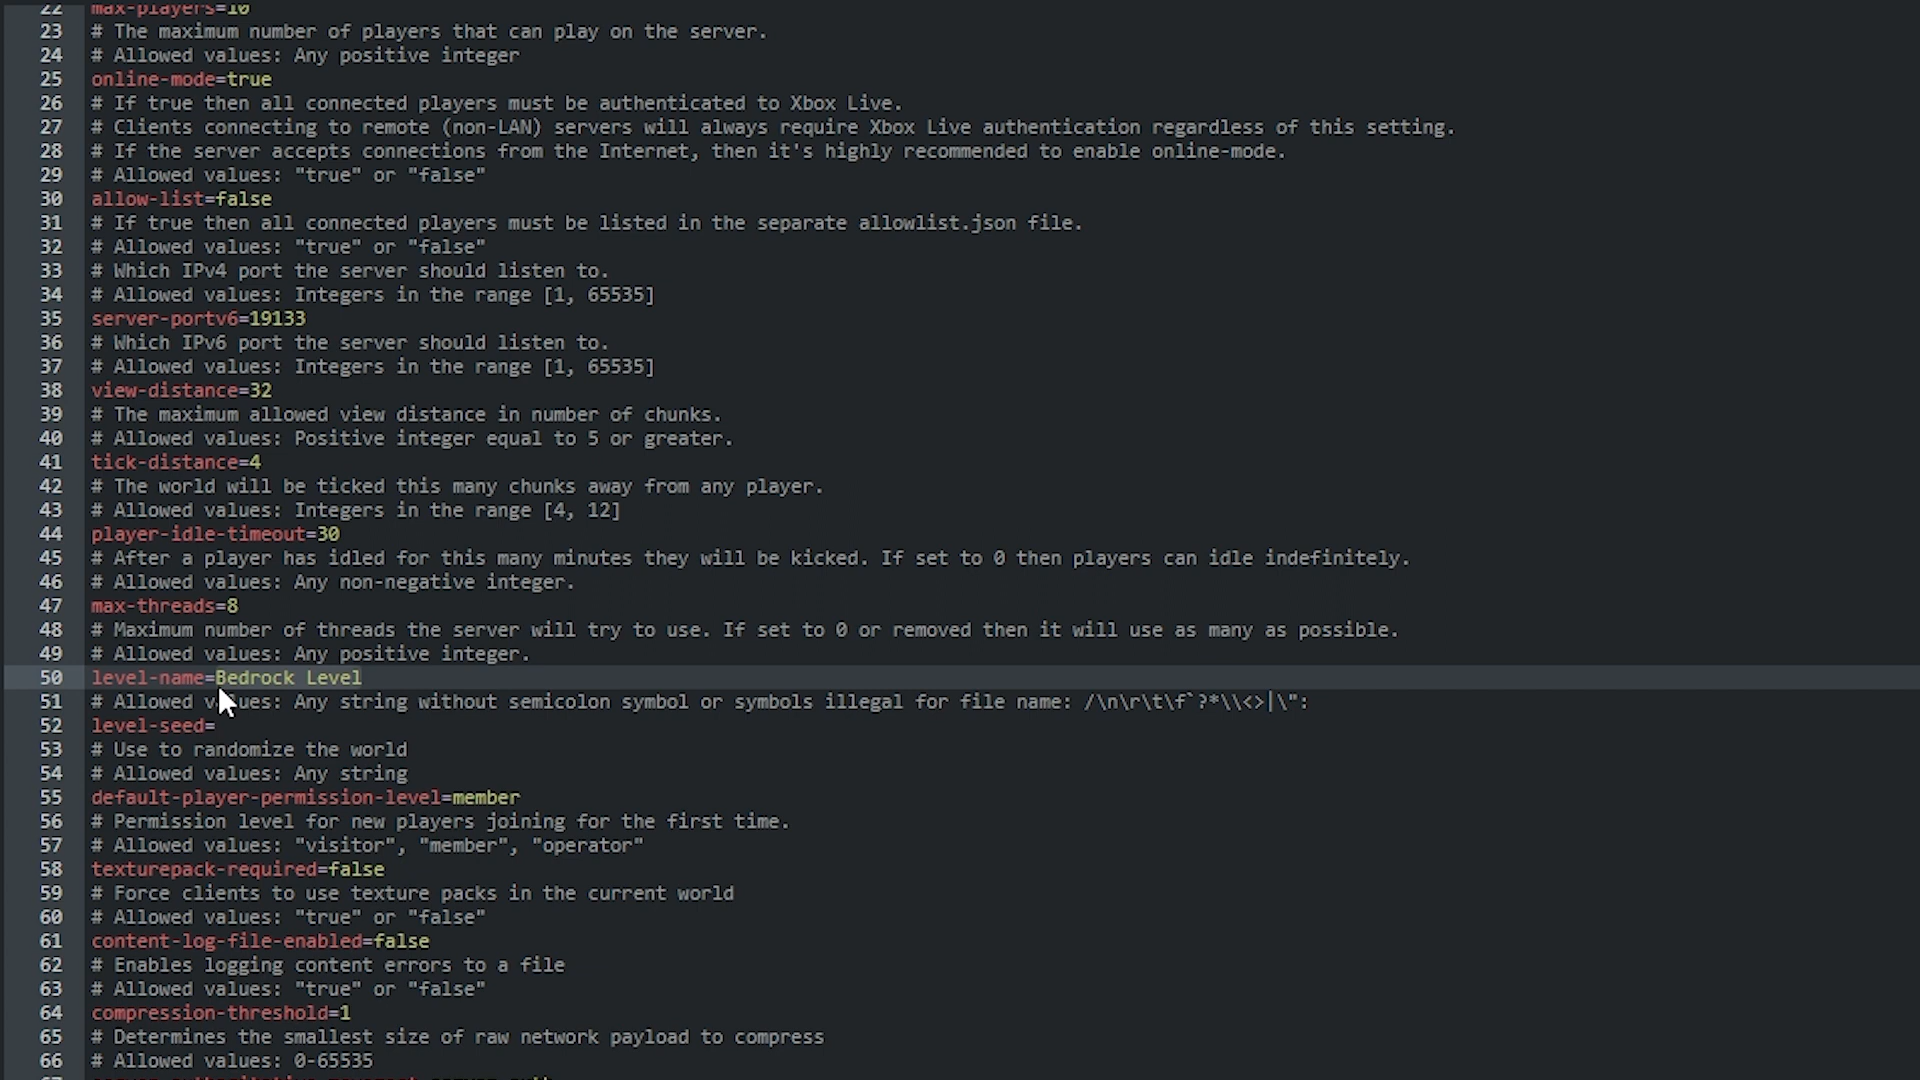 22 max-players=10
23 # The maximum number of players that can play on the server.
24 # Allowed values: Any positive integer
25 online-mode=true
26 # If true then all connected players must be authenticated to Xbox Live.
27 # Clients connecting to remote (non-LAN) servers will always require Xbox Live authentication regardless of this setting.
28 # If the server accepts connections from the Internet, then it's highly recommended to enable online-mode.
29 # Allowed values: "true" or "false"
30 allow-list=false
31 # If true then all connected players must be listed in the separate allowlist.json file.
32 # Allowed values: "true" or "false"
33 # Which IPv4 port the server should listen to.
34 # Allowed values: Integers in the range [1, 65535]
35 server-portv6=19133
36 # Which IPv6 port the server should listen to.
37 # Allowed values: Integers in the range [1, 65535]
38 view-distance=32
39 # The maximum allowed view distance in number of chunks.
40 # Allowed values: Positive integer equal to 5 or greater.
41 tick-distance=4
42 # The world will be ticked this many chunks away from any player.
43 # Allowed values: Integers in the range [4, 12]
44 player-idle-timeout=30
45 # After a player has idled for this many minutes they will be kicked. If set to 0 then players can idle indefinitely.
46 # Allowed values: Any non-negative integer.
47 max-threads=8
48 # Maximum number of threads the server will try to use. If set to 0 or removed then it will use as many as possible.
49 # Allowed values: Any positive integer.
50 level-name=Bedrock Level
51 # Allowed values: Any string without semicolon symbol or symbols illegal for file name: /\n\r\t\f`?*\\<>|\":
52 level-seed=
53 # Use to randomize the world
54 # Allowed values: Any string
55 default-player-permission-level=member
56 # Permission level for new players joining for the first time.
57 # Allowed values: "visitor", "member", "operator"
58 texturepack-required=false
59 # Force clients to use texture packs in the current world
60 # Allowed values: "true" or "false"
61 content-log-file-enabled=false
62 # Enables logging content errors to a file
63 # Allowed values: "true" or "false"
64 compression-threshold=1
65 # Determines the smallest size of raw network payload to compress
66 # Allowed values: 0-65535